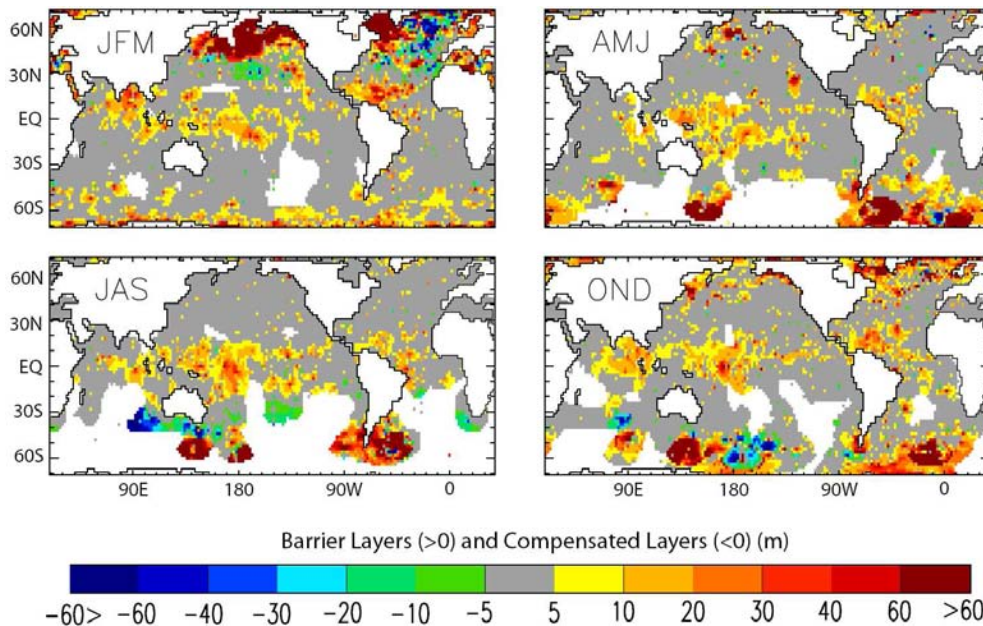 60N
30N
EQ
30S
60S
JFM
AMJ
60N
30N
EQ
30S
60S
JAS
OND
90E 180 90W 0
90E 180 90W 0
Barrier Layers (>0) and Compensated Layers (<0) (m)
-60> -60 -40 -30 -20 -10 -5 5 10 20 30 40 60 >60